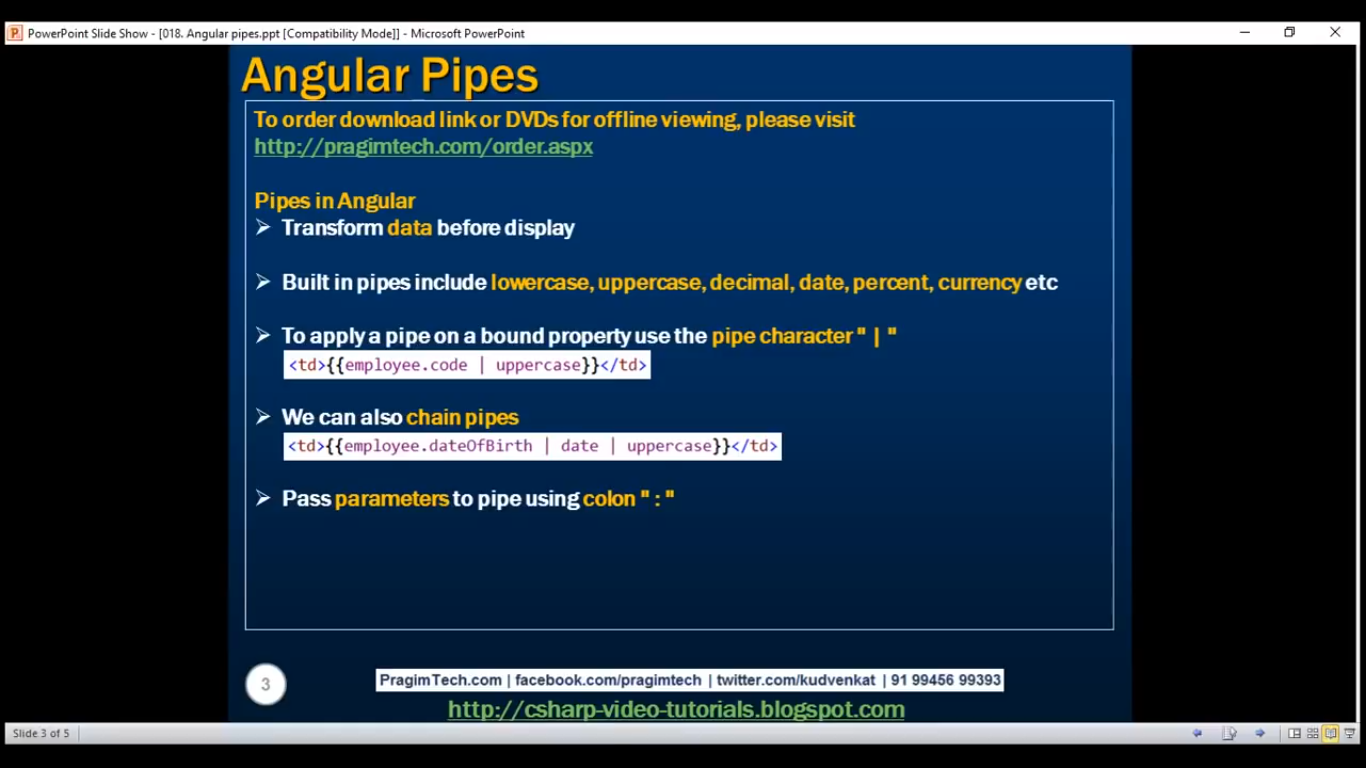 PowerPoint Slide Show - [018. Angular pipes.ppt [Compatibility Mode]] - Microsoft PowerPoint
Angular Pipes
To order download link or DVDs for offline viewing, please visit
http://pragimtech.com/order.aspx
Pipes in Angular
Transform data before display
Built in pipes include lowercase, uppercase, decimal, date, percent, currency etc
To apply a pipe on a bound property use the pipe character " | "
<td>{{employee.code | uppercase}}</td>
We can also chain pipes
<td>{{employee.dateOfBirth | date | uppercase}}</td>
Pass parameters to pipe using colon " : "
3
PragimTech.com | facebook.com/pragimtech | twitter.com/kudvenkat | 91 99456 99393
http://csharp-video-tutorials.blogspot.com
Slide 3 of 5